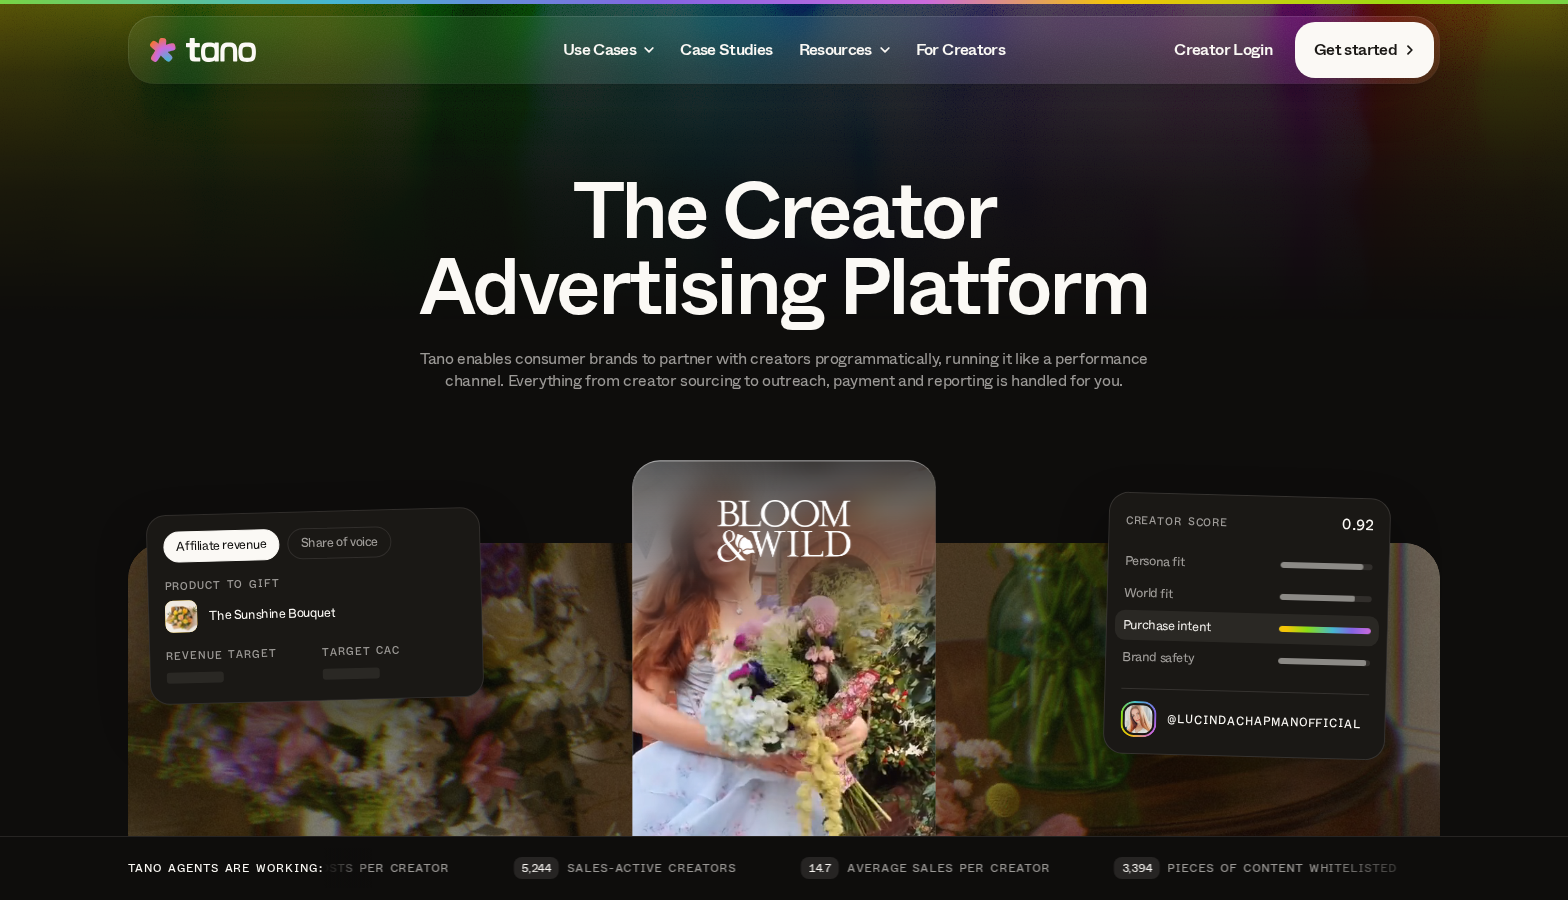 tano
Use Cases
Case Studies
Resources
For Creators
Creator Login
Get started
The Creator
Advertising Platform
Tano enables consumer brands to partner with creators programmatically, running it like a performance
channel. Everything from creator sourcing to outreach, payment and reporting is handled for you.
Affiliate revenue
Share of voice
PRODUCT TO GIFT
The Sunshine Bouquet
REVENUE TARGET
TARGET CAC
BLOOM
&WILD
CREATOR SCORE
0.92
Persona fit
World fit
Purchase intent
Brand safety
@LUCINDACHAPMANOFFICIAL
TANO AGENTS ARE WORKING:
PER CREATOR
5,244 SALES-ACTIVE CREATORS
14.7 AVERAGE SALES PER CREATOR
3,394 PIECES OF CONTENT WHITELISTED